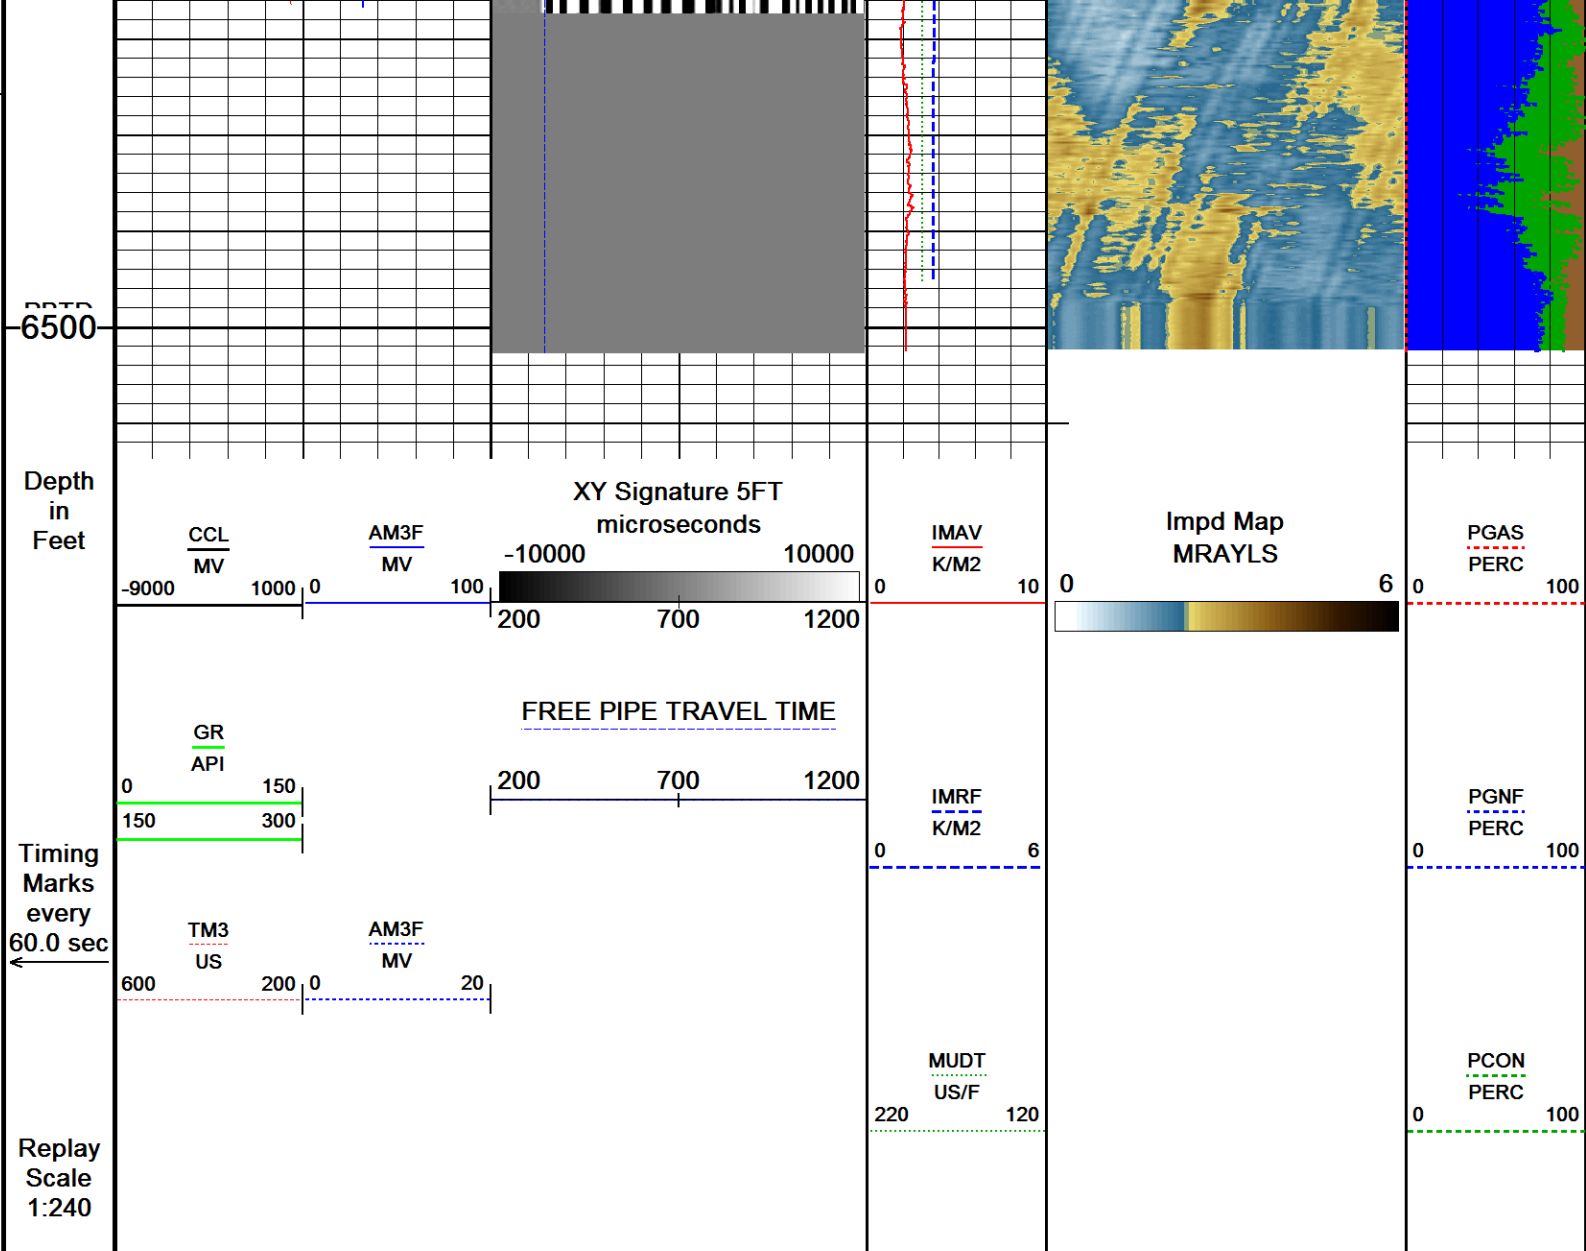 6500
Depth
in
Feet
CCL
MV
-9000 1000
AM3F
MV
0 100
XY Signature 5FT
microseconds
-10000 10000
200 700 1200
IMAV
K/M2
0 10
Impd Map
MRAYLS
0 6
PGAS
PERC
0 100
GR
API
0 150
150 300
FREE PIPE TRAVEL TIME
200 700 1200
IMRF
K/M2
0 6
PGNF
PERC
0 100
Timing
Marks
every
60.0 sec
TM3
US
600 200
AM3F
MV
0 20
MUDT
US/F
220 120
PCON
PERC
0 100
Replay
Scale
1:240